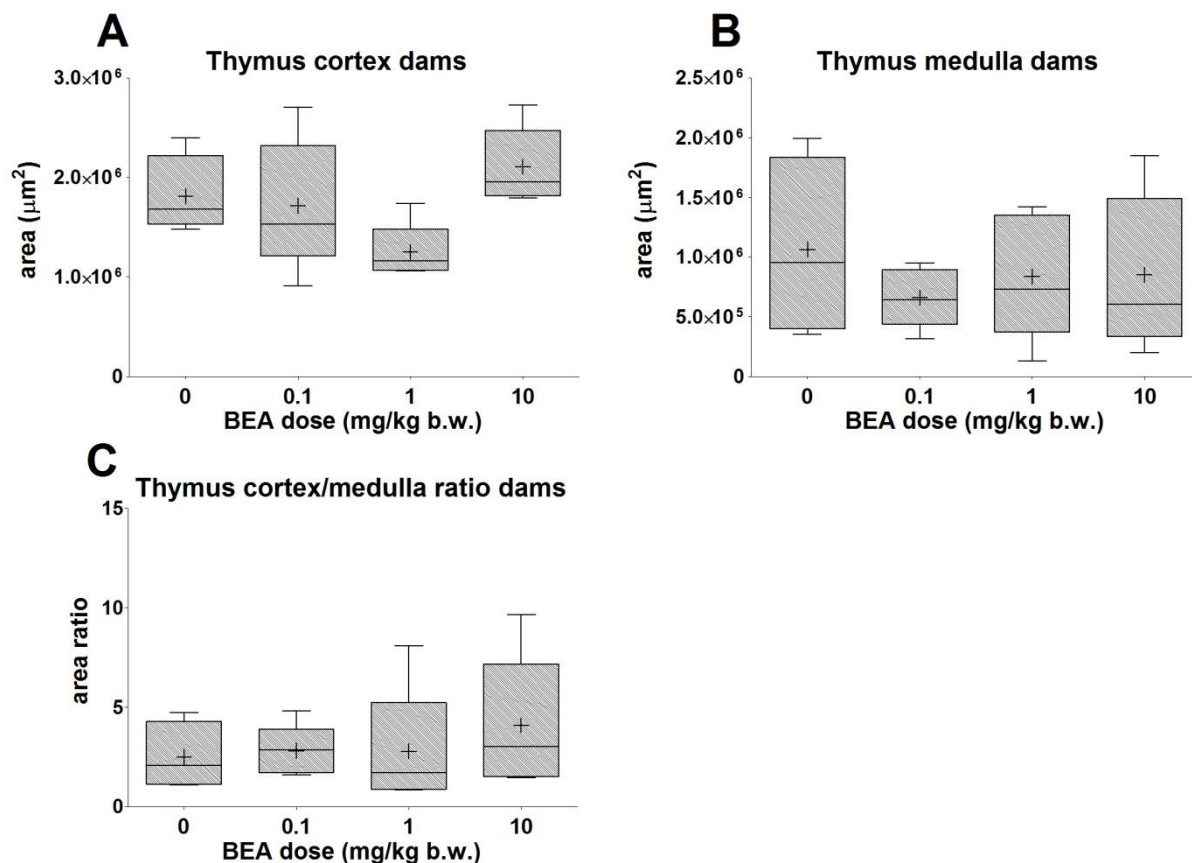 A
Thymus cortex dams
3.0×10⁶
2.0×10⁶
1.0×10⁶
0
area (μm²)
0 0.1 1 10
BEA dose (mg/kg b.w.)
B
Thymus medulla dams
2.5×10⁶
2.0×10⁶
1.5×10⁶
1.0×10⁶
5.0×10⁵
0
area (μm²)
0 0.1 1 10
BEA dose (mg/kg b.w.)
C
Thymus cortex/medulla ratio dams
15
10
5
0
area ratio
0 0.1 1 10
BEA dose (mg/kg b.w.)